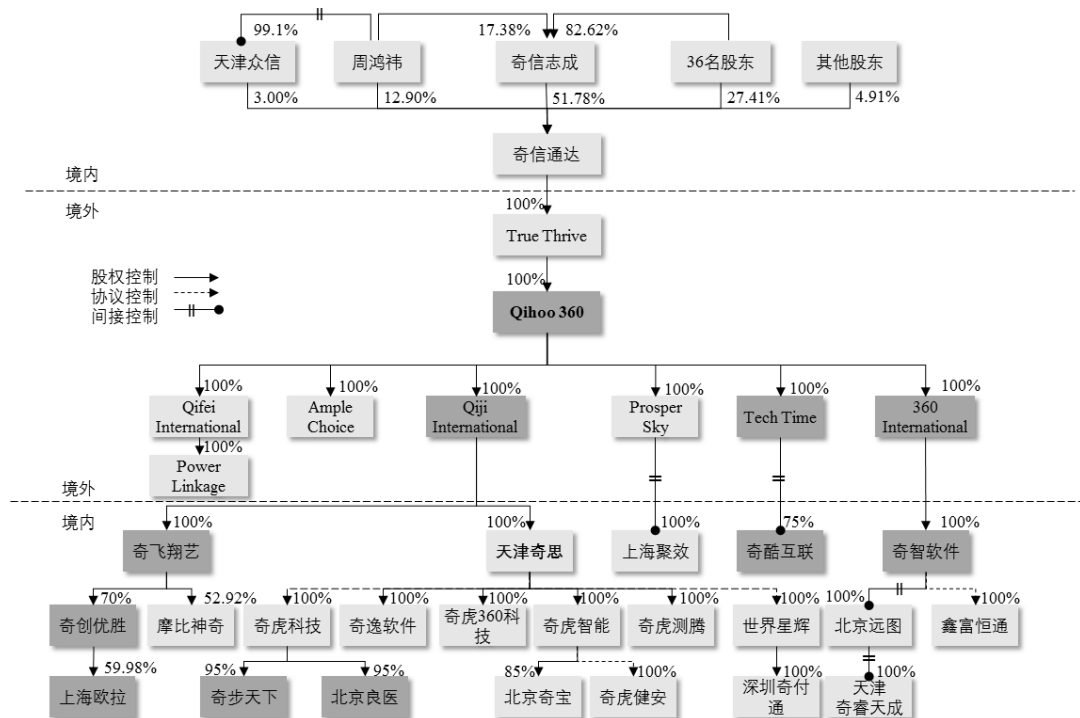 99.1%
17.38%
82.62%
天津众信
周鸿祎
奇信志成
36名股东
其他股东
3.00%
12.90%
51.78%
27.41%
4.91%
奇信通达
境内
境外
100%
True Thrive
股权控制
100%
协议控制
间接控制
Qihoo 360
100%
100%
100%
100%
100%
100%
Qifei
International
Ample
Choice
Qiji
International
Prosper
Sky
Tech Time
360
International
100%
Power
Linkage
境外
境内
100%
100%
100%
75%
100%
奇飞翔艺
天津奇思
上海聚效
奇酷互联
奇智软件
70%
52.92%
100%
100%
100%
100%
100%
100%
100%
100%
奇创优胜
摩比神奇
奇虎科技
奇逸软件
奇虎360科
技
奇虎智能
奇虎测腾
世界星辉
北京远图
鑫富恒通
59.98%
95%
95%
85%
100%
100%
100%
上海欧拉
奇步天下
北京良医
北京奇宝
奇虎健安
深圳奇付
通
天津
奇睿天成